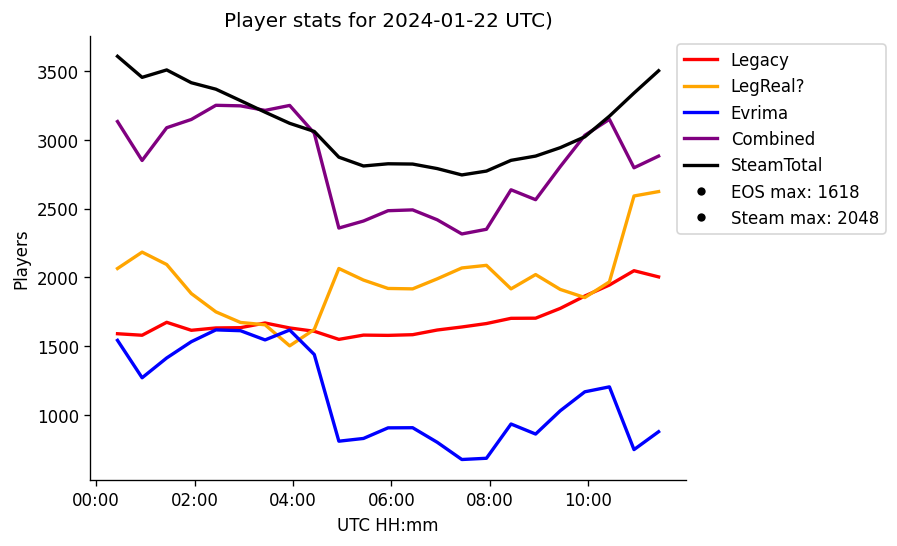 Player stats for 2024-01-22 UTC)
Players
3500
3000
2500
2000
1500
1000
00:00 02:00 04:00 06:00 08:00 10:00
UTC HH:mm
Legacy
LegReal?
Evrima
Combined
SteamTotal
EOS max: 1618
Steam max: 2048